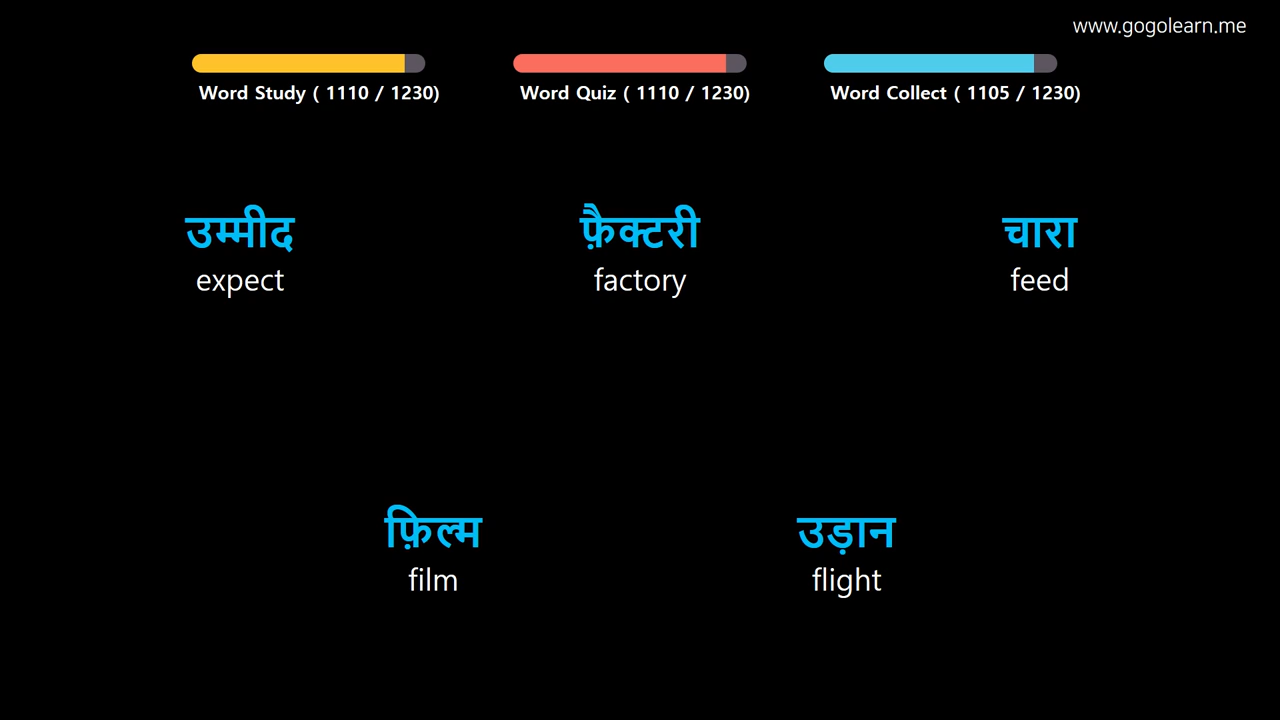 www.gogolearn.me
Word Study ( 1110 / 1230)
Word Quiz ( 1110 / 1230)
Word Collect ( 1105 / 1230)
उम्मीद
expect
फ़ैक्टरी
factory
चारा
feed
फ़िल्म
film
उड़ान
flight